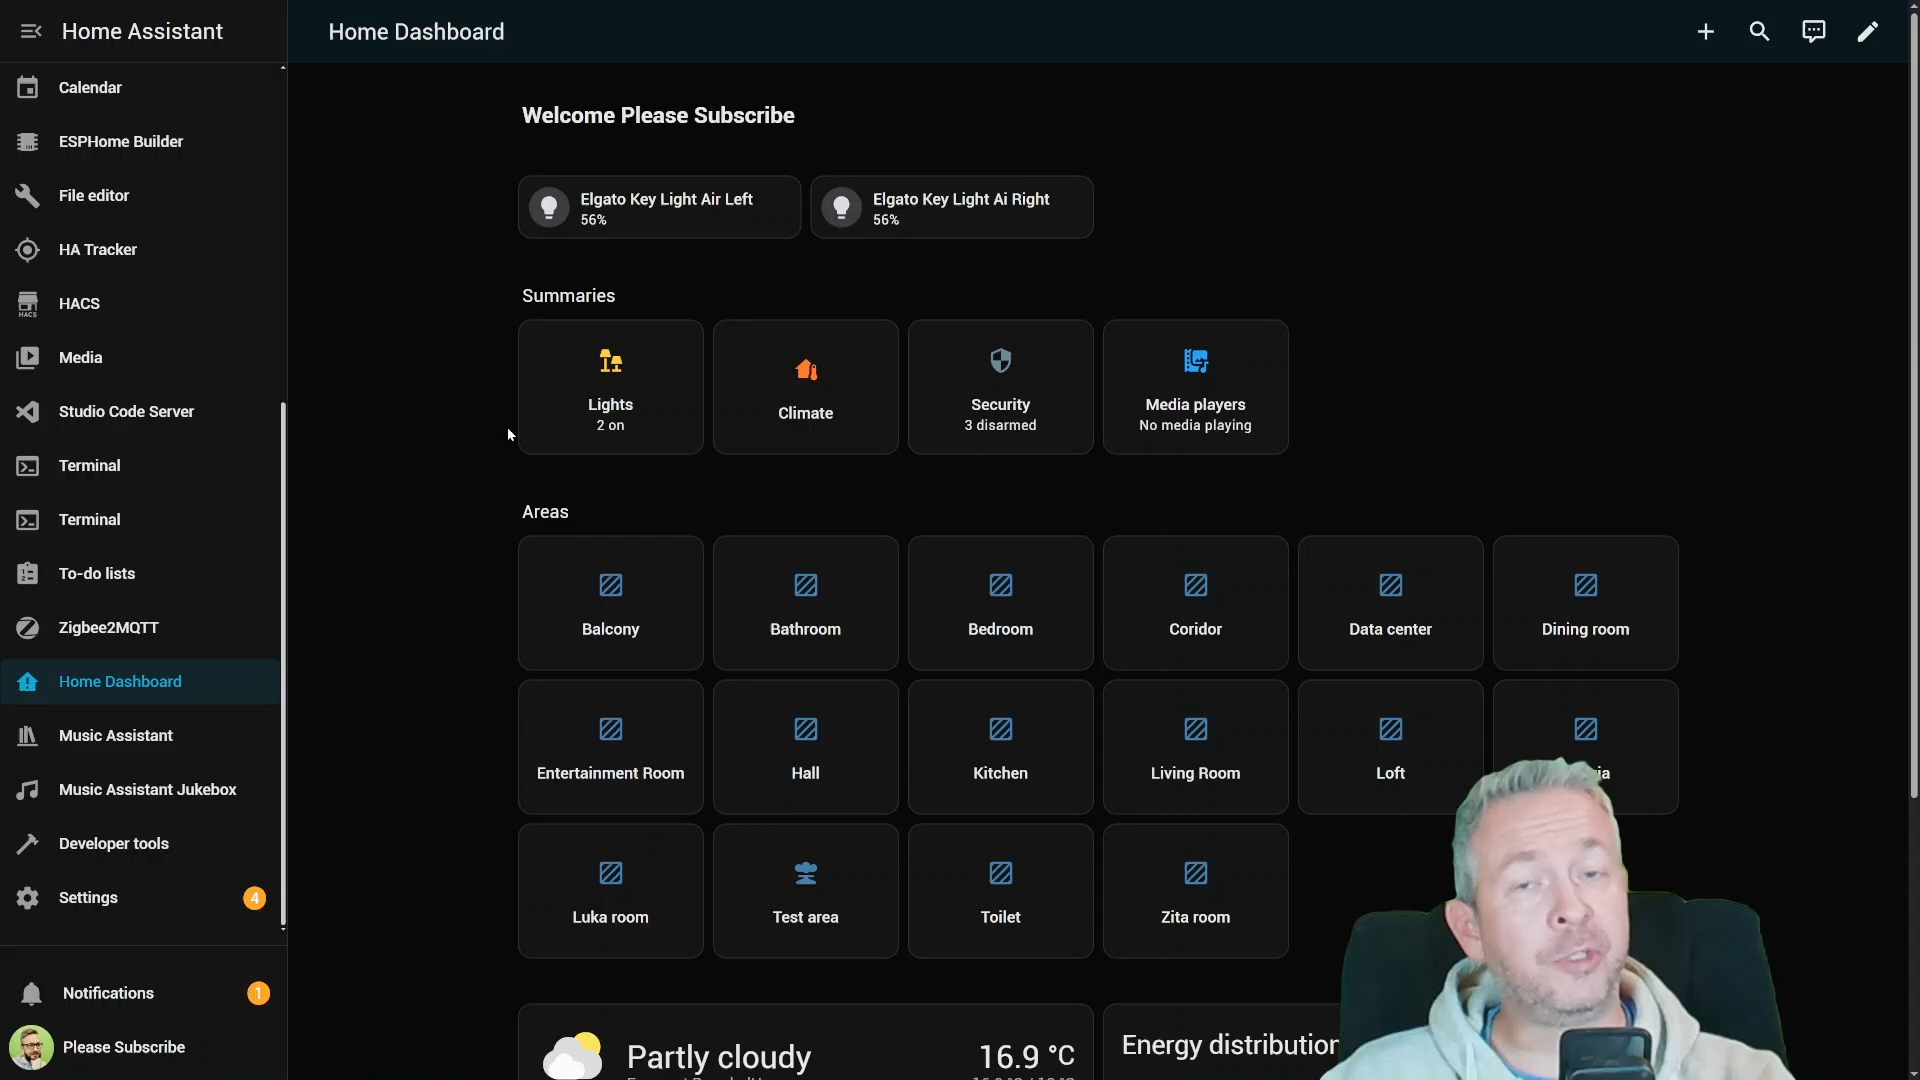 Home Assistant
Calendar
ESPHome Builder
File editor
HA Tracker
HACS
HACS
Media
Studio Code Server
Terminal
Terminal
To-do lists
Zigbee2MQTT
Home Dashboard
Music Assistant
Music Assistant Jukebox
Developer tools
Settings 4
Notifications 1
Please Subscribe
Home Dashboard
Welcome Please Subscribe
Elgato Key Light Air Left
56%
Elgato Key Light Ai Right
56%
Summaries
Lights
2 on
Climate
Security
3 disarmed
Media players
No media playing
Areas
Balcony
Bathroom
Bedroom
Coridor
Data center
Dining room
Entertainment Room
Hall
Kitchen
Living Room
Loft
Luka room
Test area
Toilet
Zita room
Partly cloudy
16.9 °C
Energy distribution